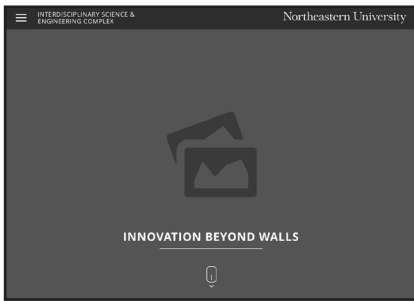 INTERDISCIPLINARY SCIENCE &
ENGINEERING COMPLEX
Northeastern University
INNOVATION BEYOND WALLS